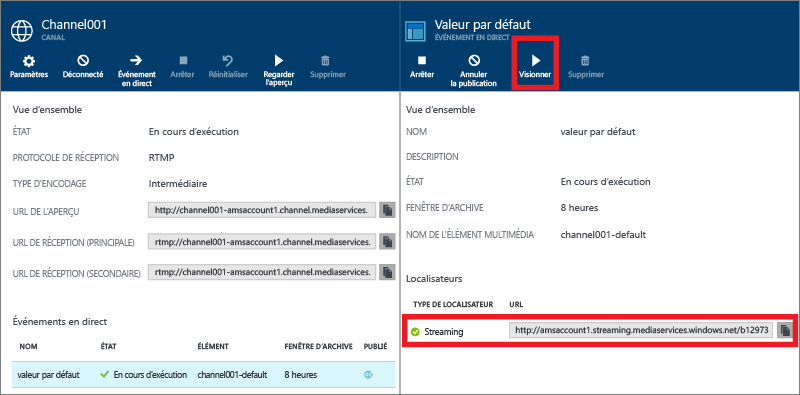 Channel001
CANAL
Paramètres
Déconnecté
Événement
en direct
Arrêter
Réinitialiser
Regarder
l'aperçu
Supprimer
Vue d'ensemble
ÉTAT
En cours d'exécution
PROTOCOLE DE RÉCEPTION
RTMP
TYPE D'ENCODAGE
Intermédiaire
URL DE L'APERÇU
http://channel001-amsaccount1.channel.mediaservices.
URL DE RÉCEPTION (PRINCIPALE)
rtmp://channel001-amsaccount1.channel.mediaservices.
URL DE RÉCEPTION (SECONDAIRE)
rtmp://channel001-amsaccount1.channel.mediaservices.
Événements en direct
NOM ÉTAT ÉLÉMENT FENÊTRE D'ARCHIVE PUBLIÉ
valeur par défaut En cours d'exécution channel001-default 8 heures
Valeur par défaut
ÉVÉNEMENT EN DIRECT
Arrêter
Annuler
la publication
Visionner
Supprimer
Vue d'ensemble
NOM
valeur par défaut
DESCRIPTION
ÉTAT
En cours d'exécution
FENÊTRE D'ARCHIVE
8 heures
NOM DE L'ÉLÉMENT MULTIMÉDIA
channel001-default
Localisateurs
TYPE DE LOCALISATEUR URL
Streaming http://amsaccount1.streaming.mediaservices.windows.net/b12973